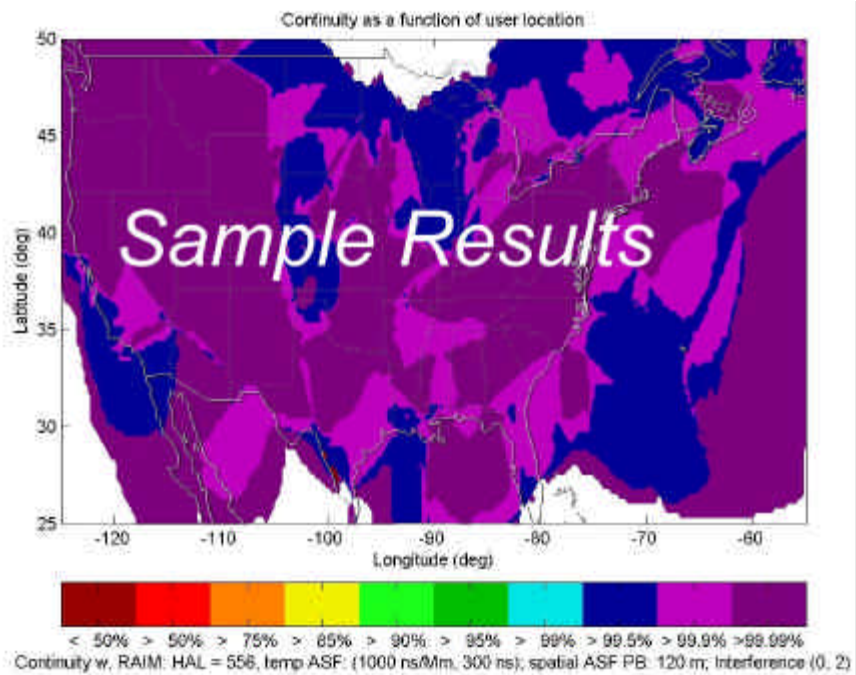 Continuity as a function of user location
50
45
40
35
30
25
Latitude (deg)
Sample Results
-120 -110 -100 -90 -80 -70 -60
Longitude (deg)
< 50% > 50% > 75% > 85% > 90% > 95% > 99% > 99.5% > 99.9% >99.99%
Continuity w. RAIM: HAL = 556, temp ASF: (1000 ns/Mm, 300 ns); spatial ASF PB: 120 m; Interference (0, 2)